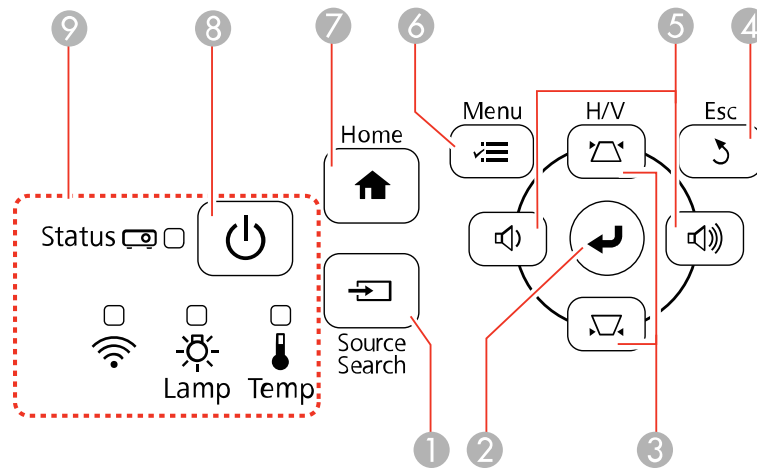 9 8 7 6 5 4
Menu H/V Esc
Home
Status
Source
Search
Lamp Temp
1 2 3